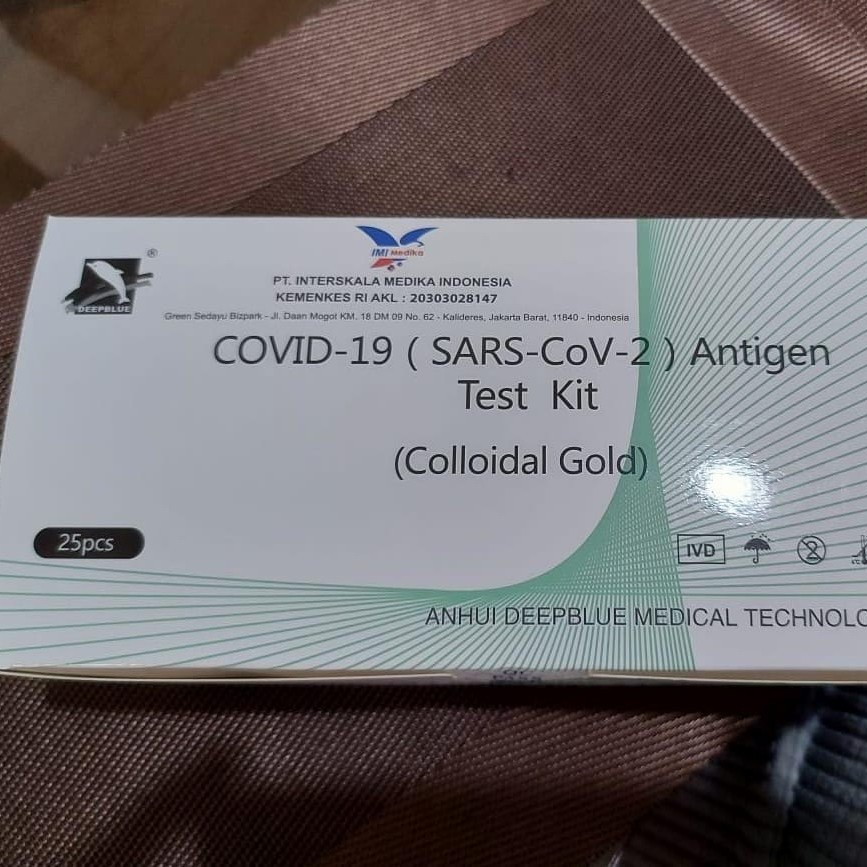 IMI Medika
DEEPBLUE
®
PT. INTERSKALA MEDIKA INDONESIA
KEMENKES RI AKL : 20303028147
Green Sedayu Bizpark - Jl. Daan Mogot KM. 18 DM 09 No. 62 - Kalideres, Jakarta Barat, 11840 - Indonesia
COVID-19 ( SARS-CoV-2 ) Antigen
Test Kit
(Colloidal Gold)
25pcs
IVD
2
ANHUI DEEPBLUE MEDICAL TECHNOLO